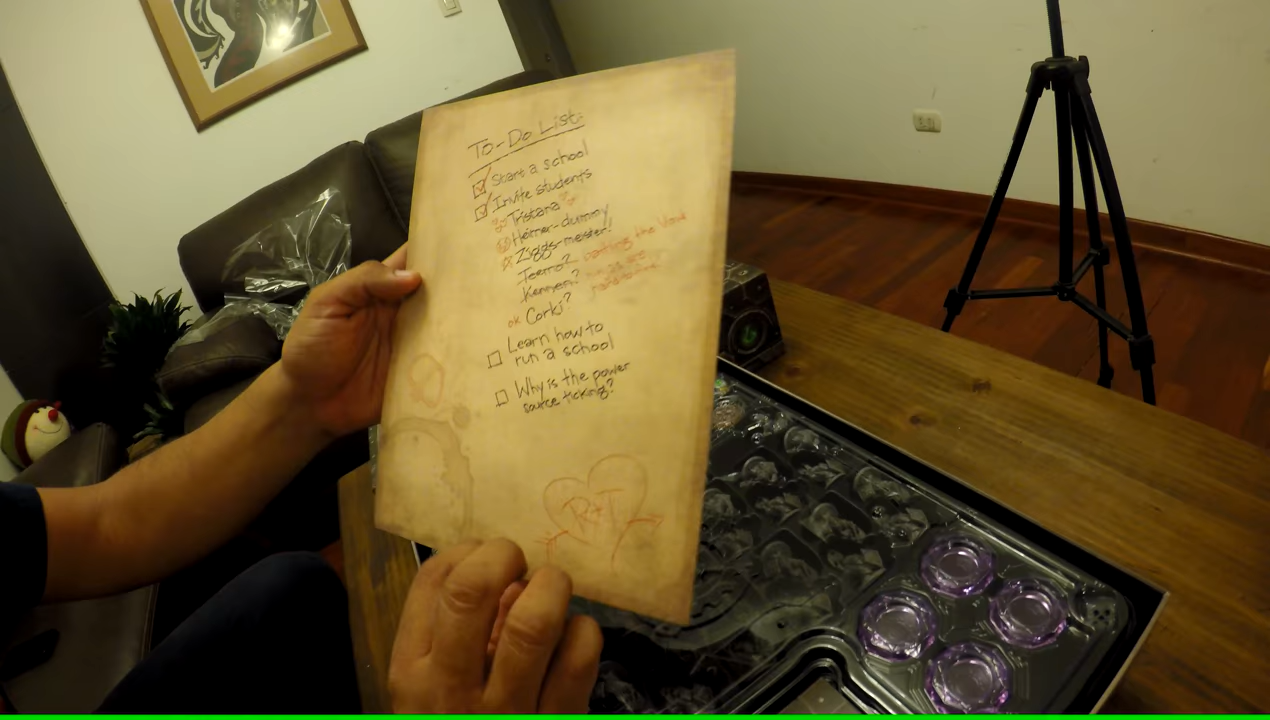 To-Do List:
Start a school
Invite students
Tristana
Heimer-dummy
Ziggs-meister!
Teemo?
Kennen?
ok Corki?
Learn how to
run a school
Why is the power
source ticking?
R+T